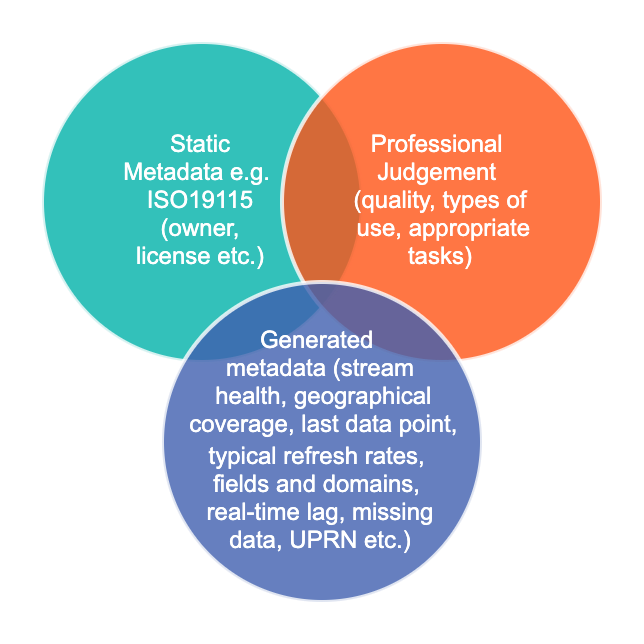 Static
Metadata e.g.
ISO19115
(owner,
license etc.)
Professional
Judgement
(quality, types of
use, appropriate
tasks)
Generated
metadata (stream
health, geographical
coverage, last data point,
typical refresh rates,
fields and domains,
real-time lag, missing
data, UPRN etc.)